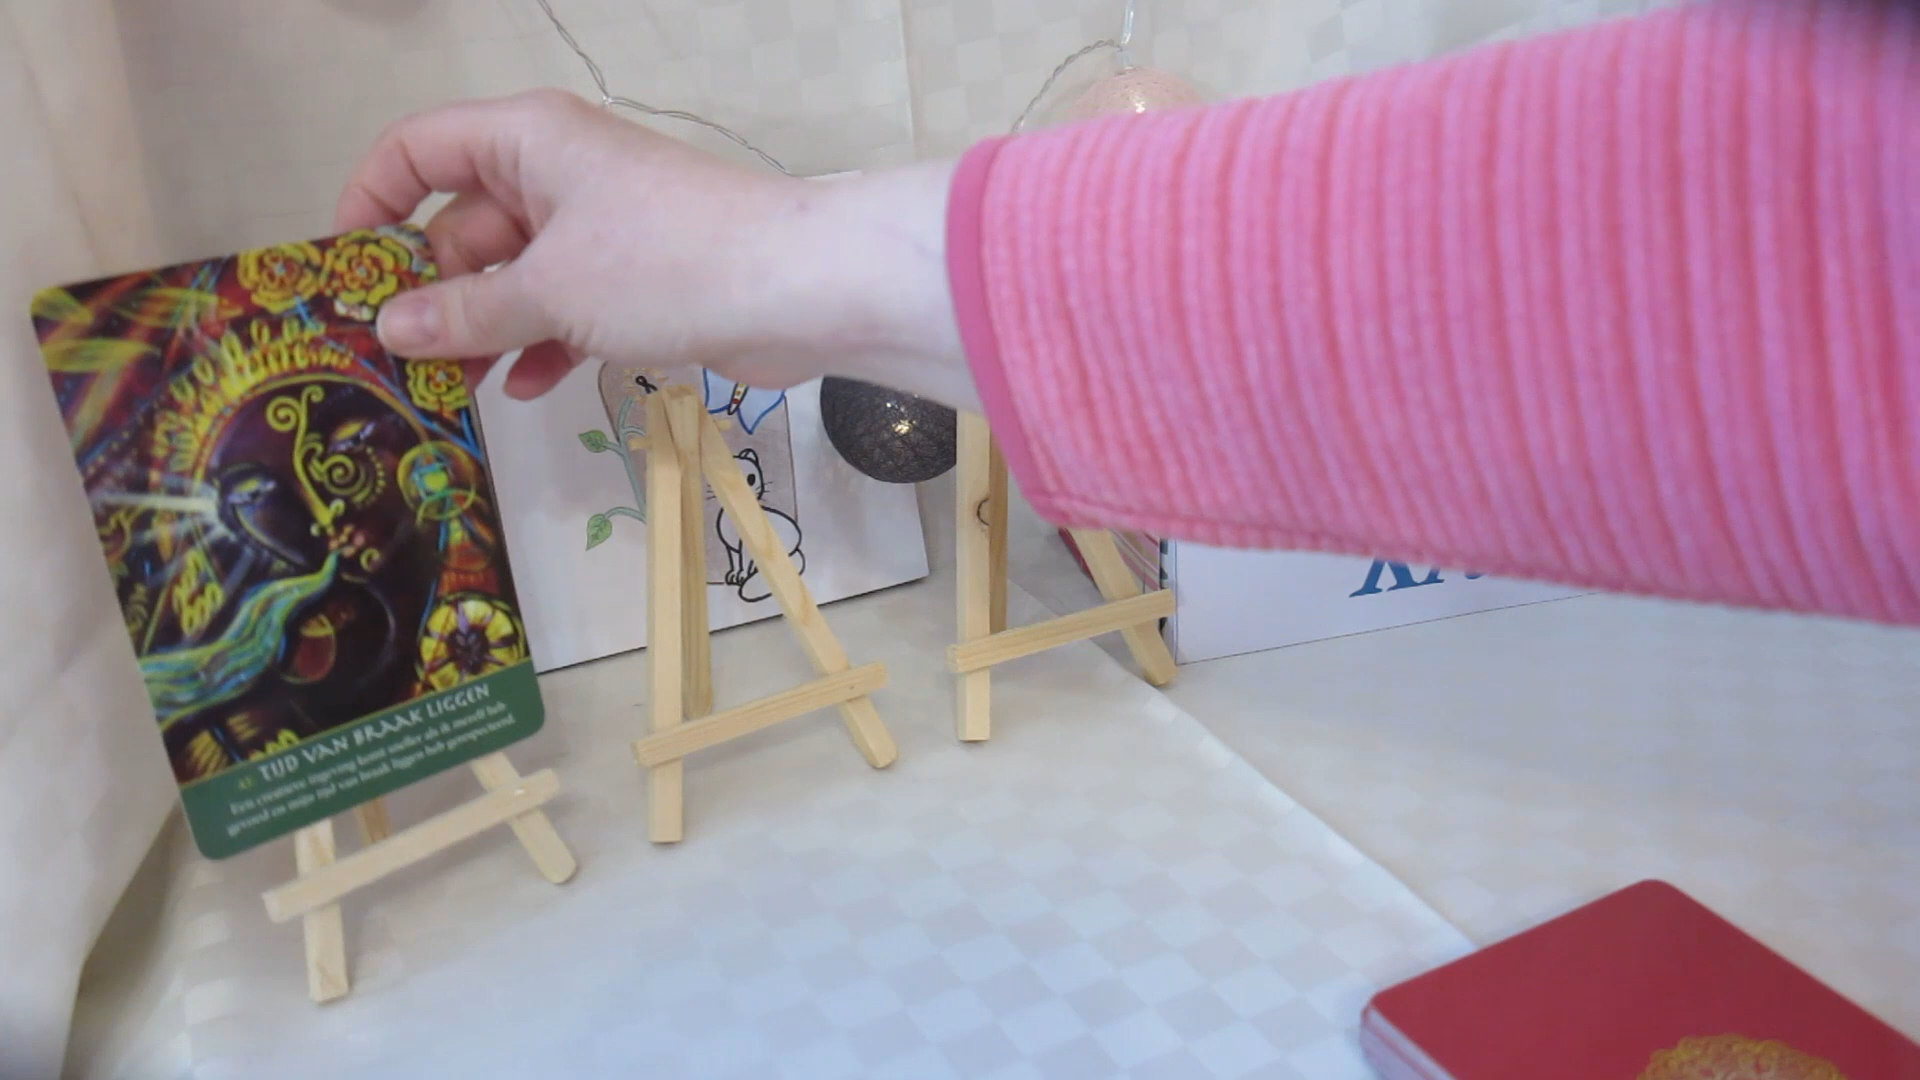 TIJD VAN BRAAK LIGGEN
Een creatieve ingeving komt sneller als ik mezelf heb
gevoed en mijn tijd van braak liggen heb gerespecteerd.